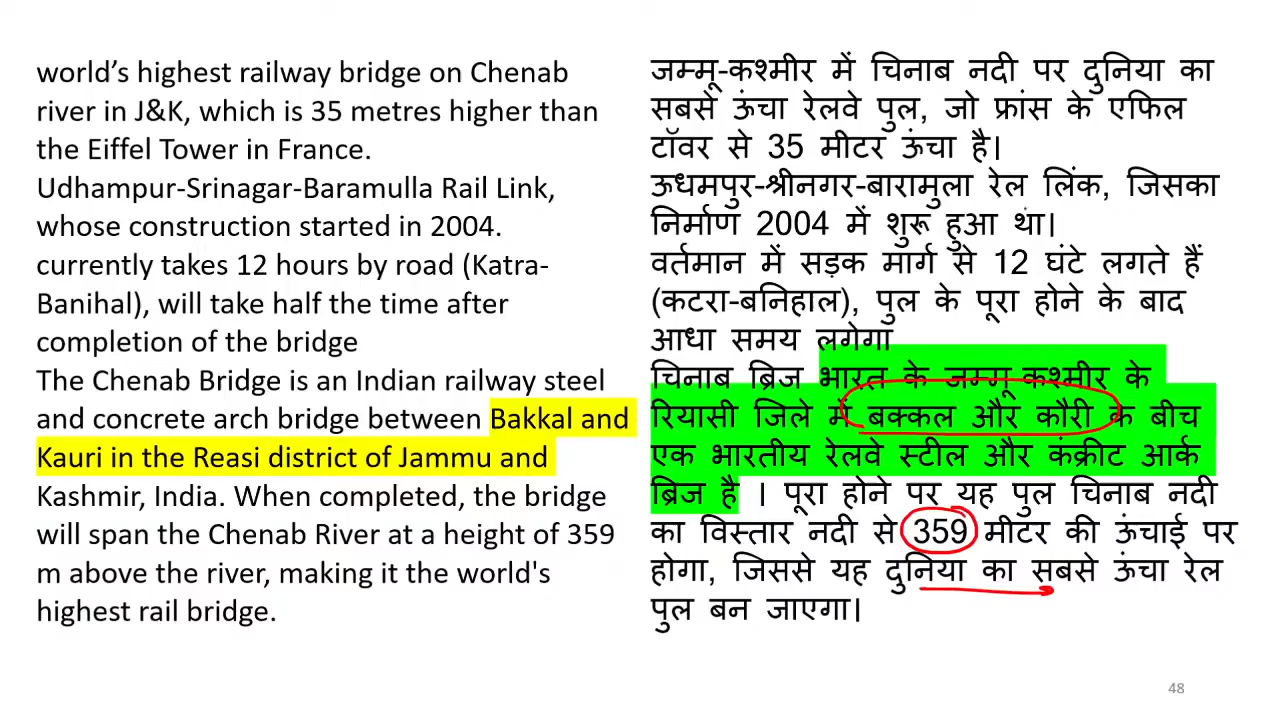 world’s highest railway bridge on Chenab
river in J&K, which is 35 metres higher than
the Eiffel Tower in France.
Udhampur-Srinagar-Baramulla Rail Link,
whose construction started in 2004.
currently takes 12 hours by road (Katra-
Banihal), will take half the time after
completion of the bridge
The Chenab Bridge is an Indian railway steel
and concrete arch bridge between Bakkal and
Kauri in the Reasi district of Jammu and
Kashmir, India. When completed, the bridge
will span the Chenab River at a height of 359
m above the river, making it the world's
highest rail bridge.
जम्मू-कश्मीर में चिनाब नदी पर दुनिया का
सबसे ऊंचा रेलवे पुल, जो फ्रांस के एफिल
टॉवर से 35 मीटर ऊंचा है।
ऊधमपुर-श्रीनगर-बारामुला रेल लिंक, जिसका
निर्माण 2004 में शुरू हुआ था।
वर्तमान में सड़क मार्ग से 12 घंटे लगते हैं
(कटरा-बनिहाल), पुल के पूरा होने के बाद
आधा समय लगेगा
चिनाब ब्रिज भारत के जम्मू कश्मीर के
रियासी जिले में बक्कल और कौरी के बीच
एक भारतीय रेलवे स्टील और कंक्रीट आर्क
ब्रिज है । पूरा होने पर यह पुल चिनाब नदी
का विस्तार नदी से 359 मीटर की ऊंचाई पर
होगा, जिससे यह दुनिया का सबसे ऊंचा रेल
पुल बन जाएगा।
48